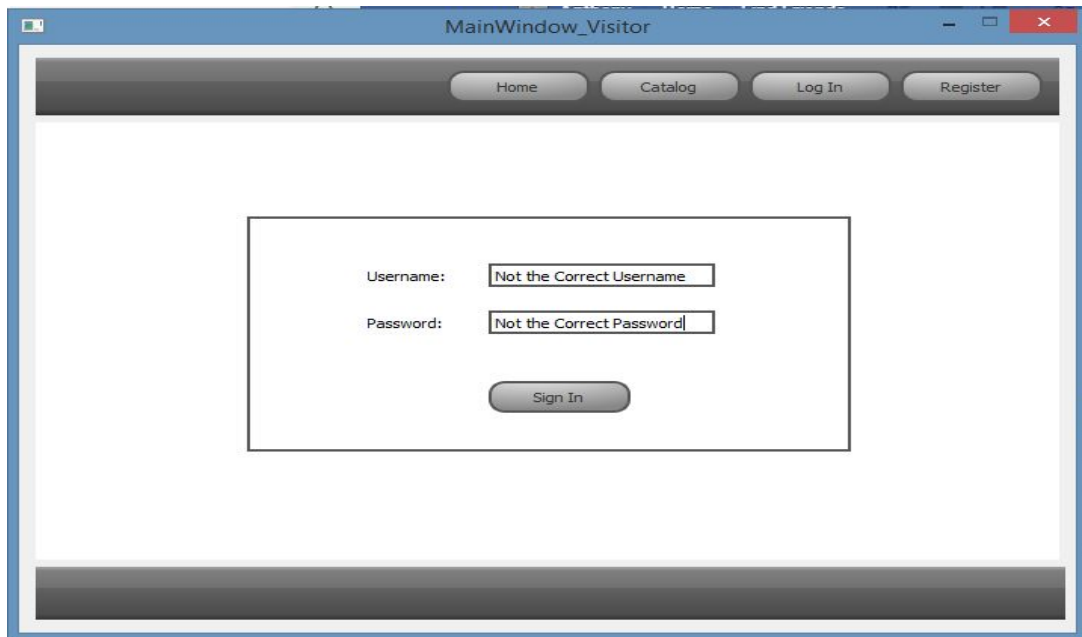 MainWindow_Visitor
Home Catalog Log In Register
Username: Not the Correct Username
Password: Not the Correct Password
Sign In